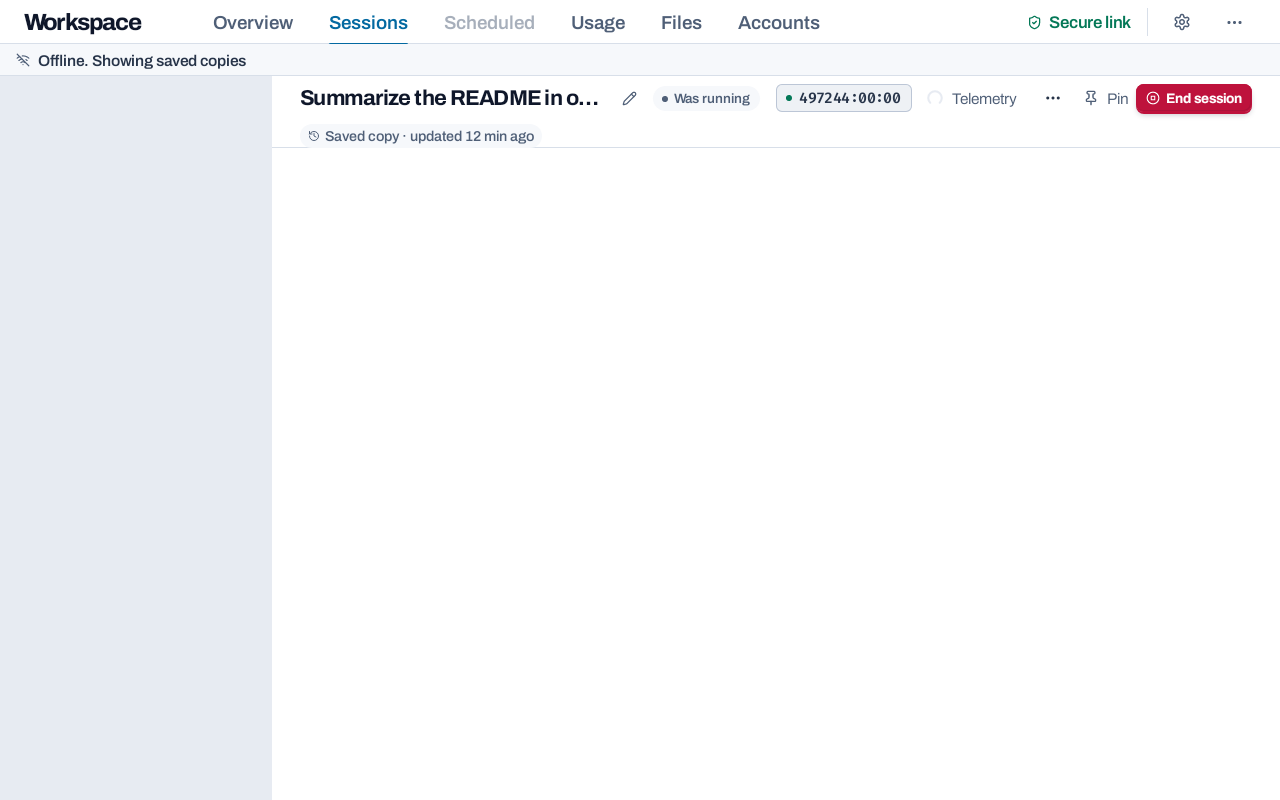 Workspace
Overview
Sessions
Scheduled
Usage
Files
Accounts
Secure link
Offline. Showing saved copies
Summarize the README in o…
Was running
497244:00:00
Telemetry
Pin
End session
Saved copy · updated 12 min ago